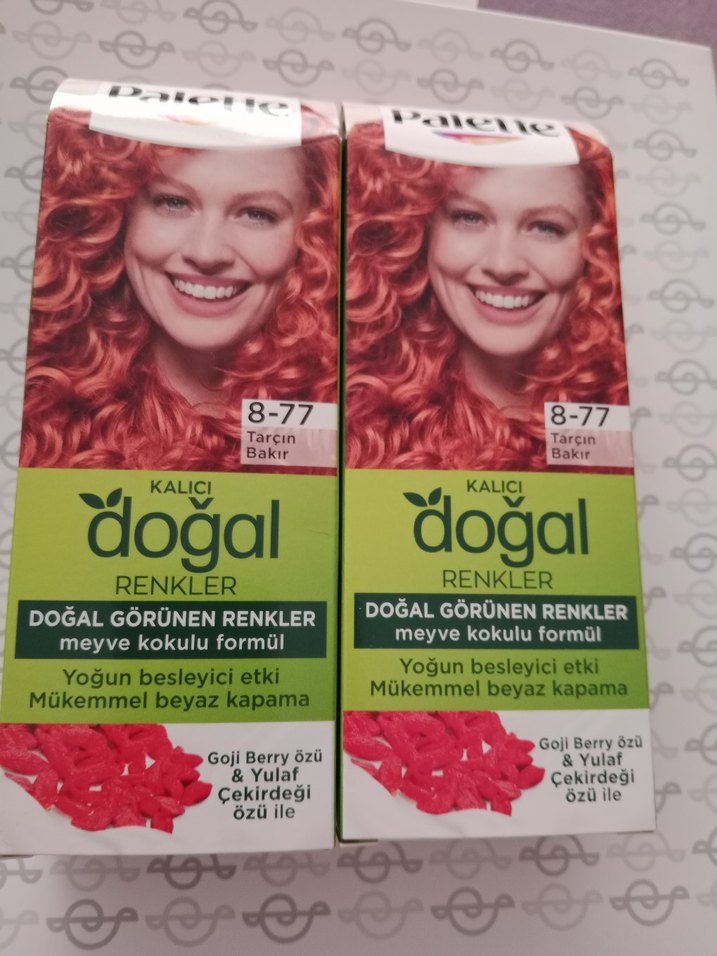 Palette
8-77
Tarçın
Bakır
KALICI
doğal
RENKLER
DOĞAL GÖRÜNEN RENKLER
meyve kokulu formül
Yoğun besleyici etki
Mükemmel beyaz kapama
Goji Berry özü
& Yulaf
Çekirdeği
özü ile
Palette
8-77
Tarçın
Bakır
KALICI
doğal
RENKLER
DOĞAL GÖRÜNEN RENKLER
meyve kokulu formül
Yoğun besleyici etki
Mükemmel beyaz kapama
Goji Berry özü
& Yulaf
Çekirdeği
özü ile